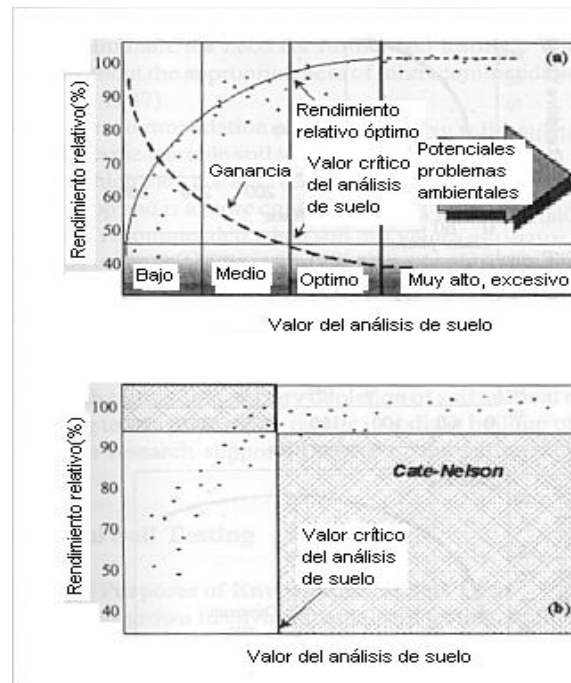 (a)
Rendimiento relativo(%)
100
90
80
70
60
50
40
Rendimiento
relativo óptimo
Ganancia
Valor crítico
del análisis
de suelo
Potenciales
problemas
ambientales
Bajo
Medio
Optimo
Muy alto, excesivo
Valor del análisis de suelo
Rendimiento relativo(%)
100
90
80
70
60
50
40
Cate-Nelson
Valor crítico
del análisis
de suelo
(b)
Valor del análisis de suelo